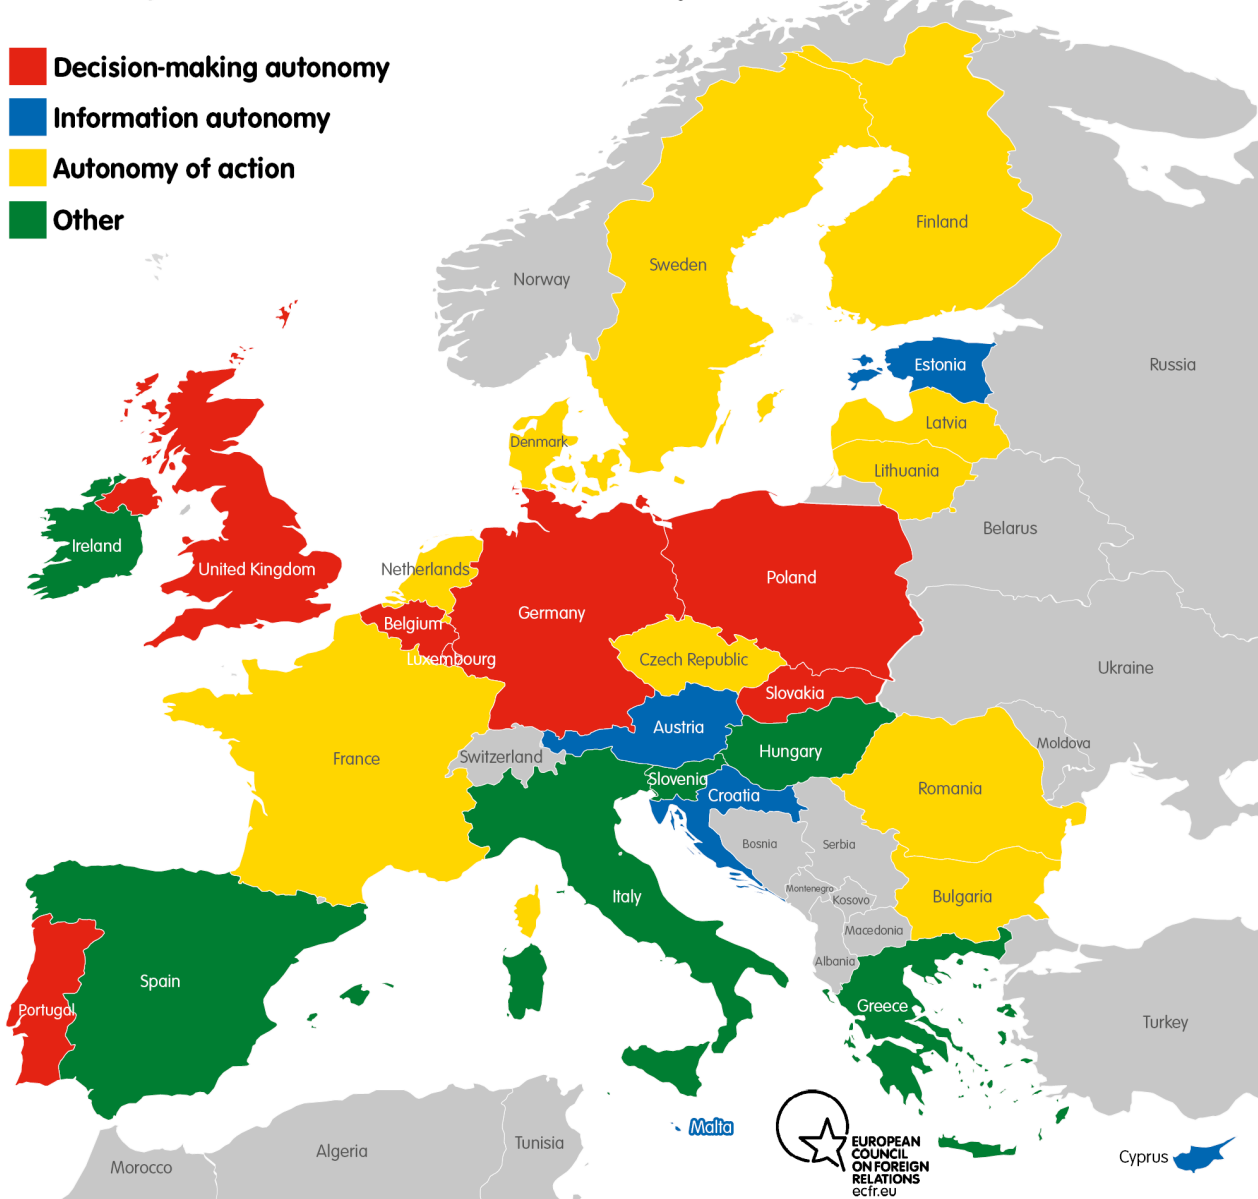 Decision-making autonomy
Information autonomy
Autonomy of action
Other
Finland
Sweden
Norway
Estonia
Russia
Latvia
Denmark
Lithuania
Belarus
Ireland
Netherlands
United Kingdom
Poland
Germany
Belgium
Luxembourg
Czech Republic
Ukraine
Slovakia
Austria
Moldova
Hungary
France
Switzerland
Slovenia
Romania
Croatia
Bosnia
Serbia
Montenegro
Italy
Kosovo
Bulgaria
Macedonia
Albania
Spain
Portugal
Greece
Turkey
Malta
EUROPEAN
COUNCIL
ON FOREIGN
RELATIONS
ecfr.eu
Cyprus
Tunisia
Algeria
Morocco